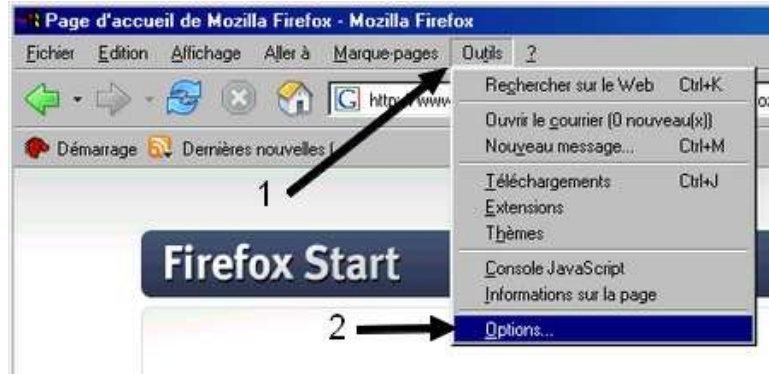 Page d'accueil de Mozilla Firefox - Mozilla Firefox
Fichier Edition Affichage Aller à Marque-pages Outils ?
http://www
Démarrage Dernières nouvelles
Rechercher sur le Web Ctrl+K
Ouvrir le courrier (0 nouveau(x))
Nouveau message... Ctrl+M
Téléchargements Ctrl+J
Extensions
Thèmes
Console JavaScript
Informations sur la page
Options...
1
Firefox Start
2